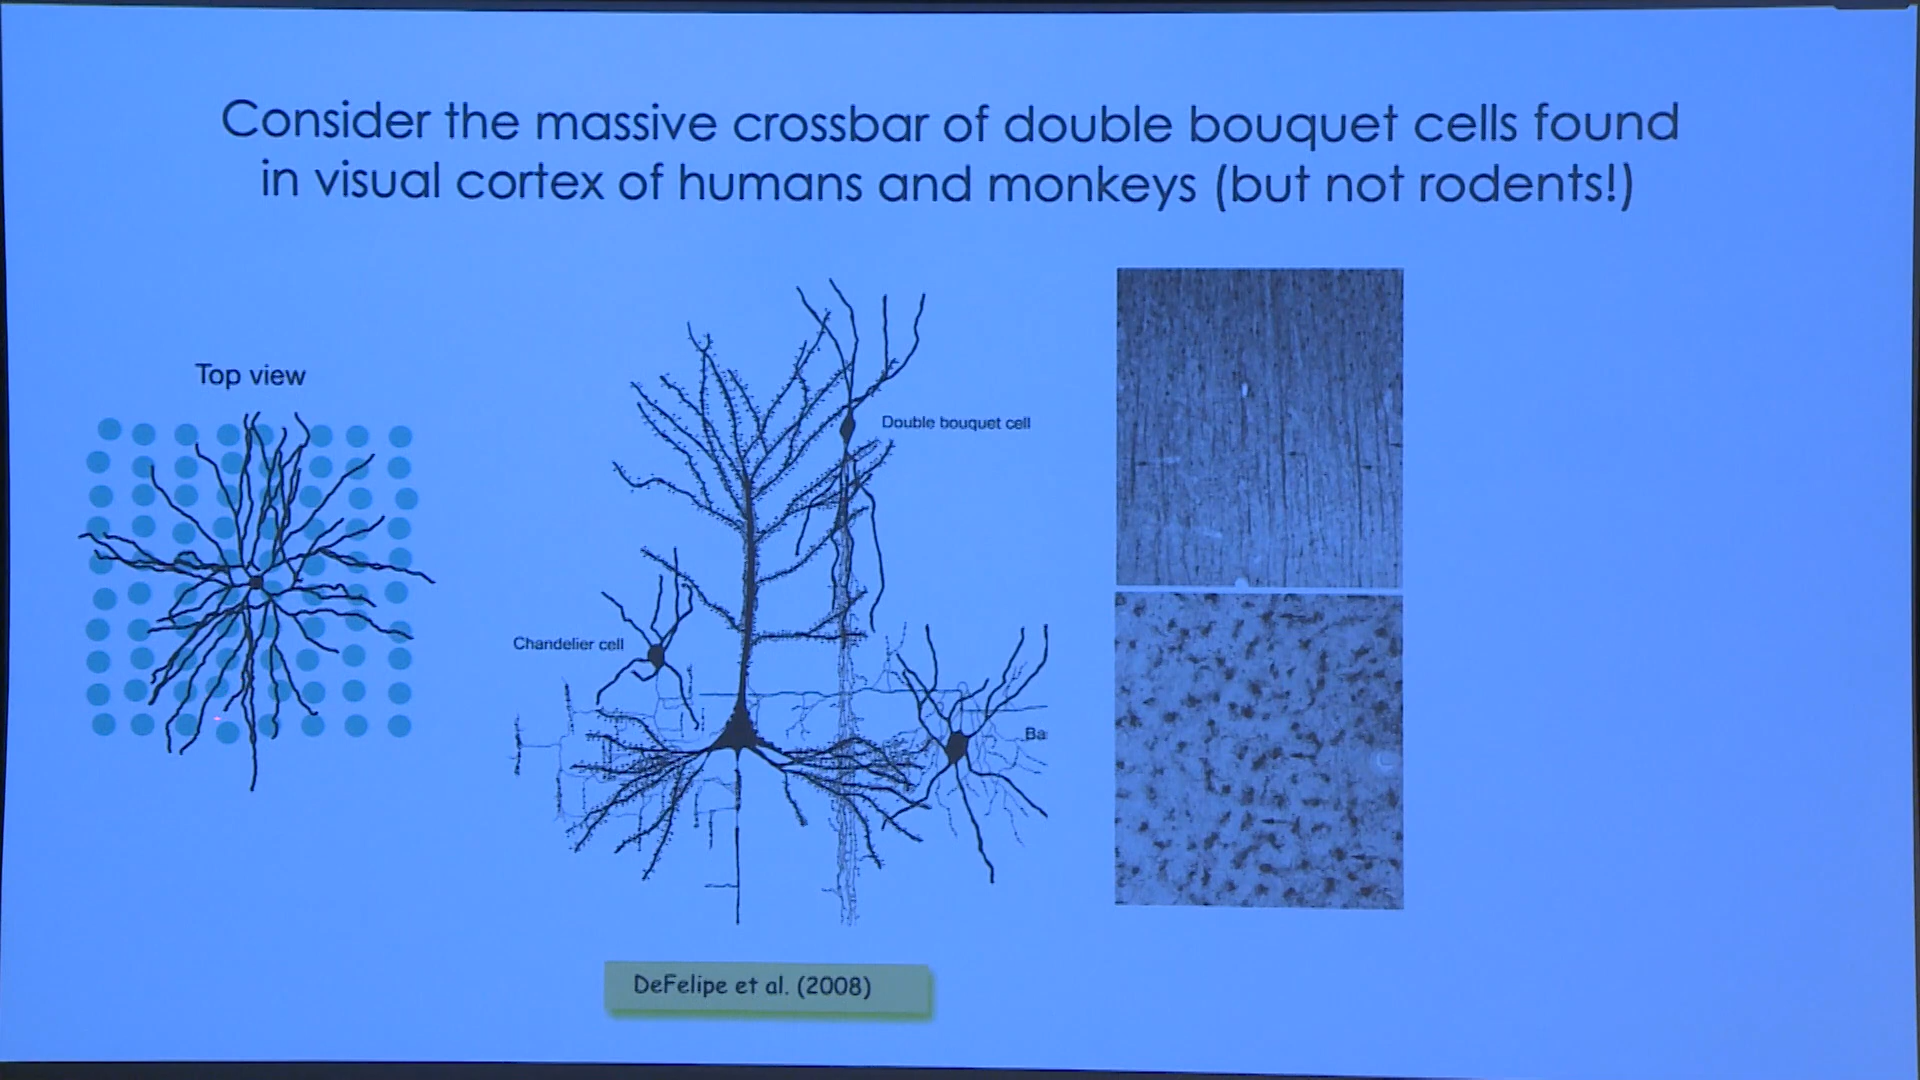 Consider the massive crossbar of double bouquet cells found
in visual cortex of humans and monkeys (but not rodents!)
Top view
Double bouquet cell
Chandelier cell
Ba
DeFelipe et al. (2008)